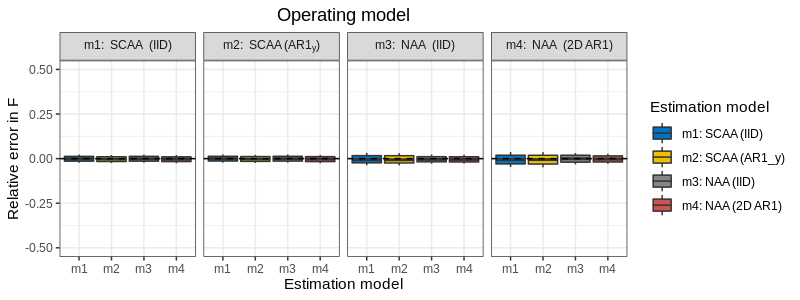 Operating model
m1: SCAA (IID)
m2: SCAA (AR1y)
m3: NAA (IID)
m4: NAA (2D AR1)
Relative error in F
0.50
0.25
0.00
-0.25
-0.50
m1 m2 m3 m4
m1 m2 m3 m4
m1 m2 m3 m4
m1 m2 m3 m4
Estimation model
Estimation model
m1: SCAA (IID)
m2: SCAA (AR1_y)
m3: NAA (IID)
m4: NAA (2D AR1)